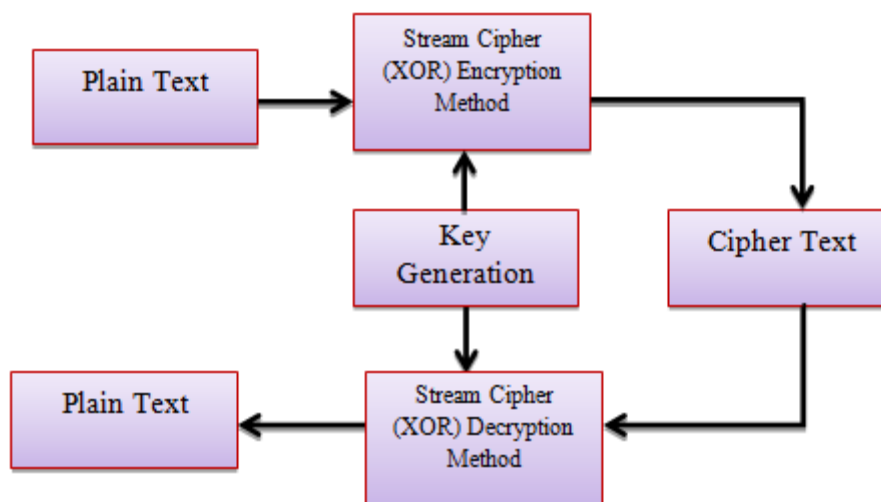 Plain Text
Stream Cipher
(XOR) Encryption
Method
Key
Generation
Cipher Text
Plain Text
Stream Cipher
(XOR) Decryption
Method